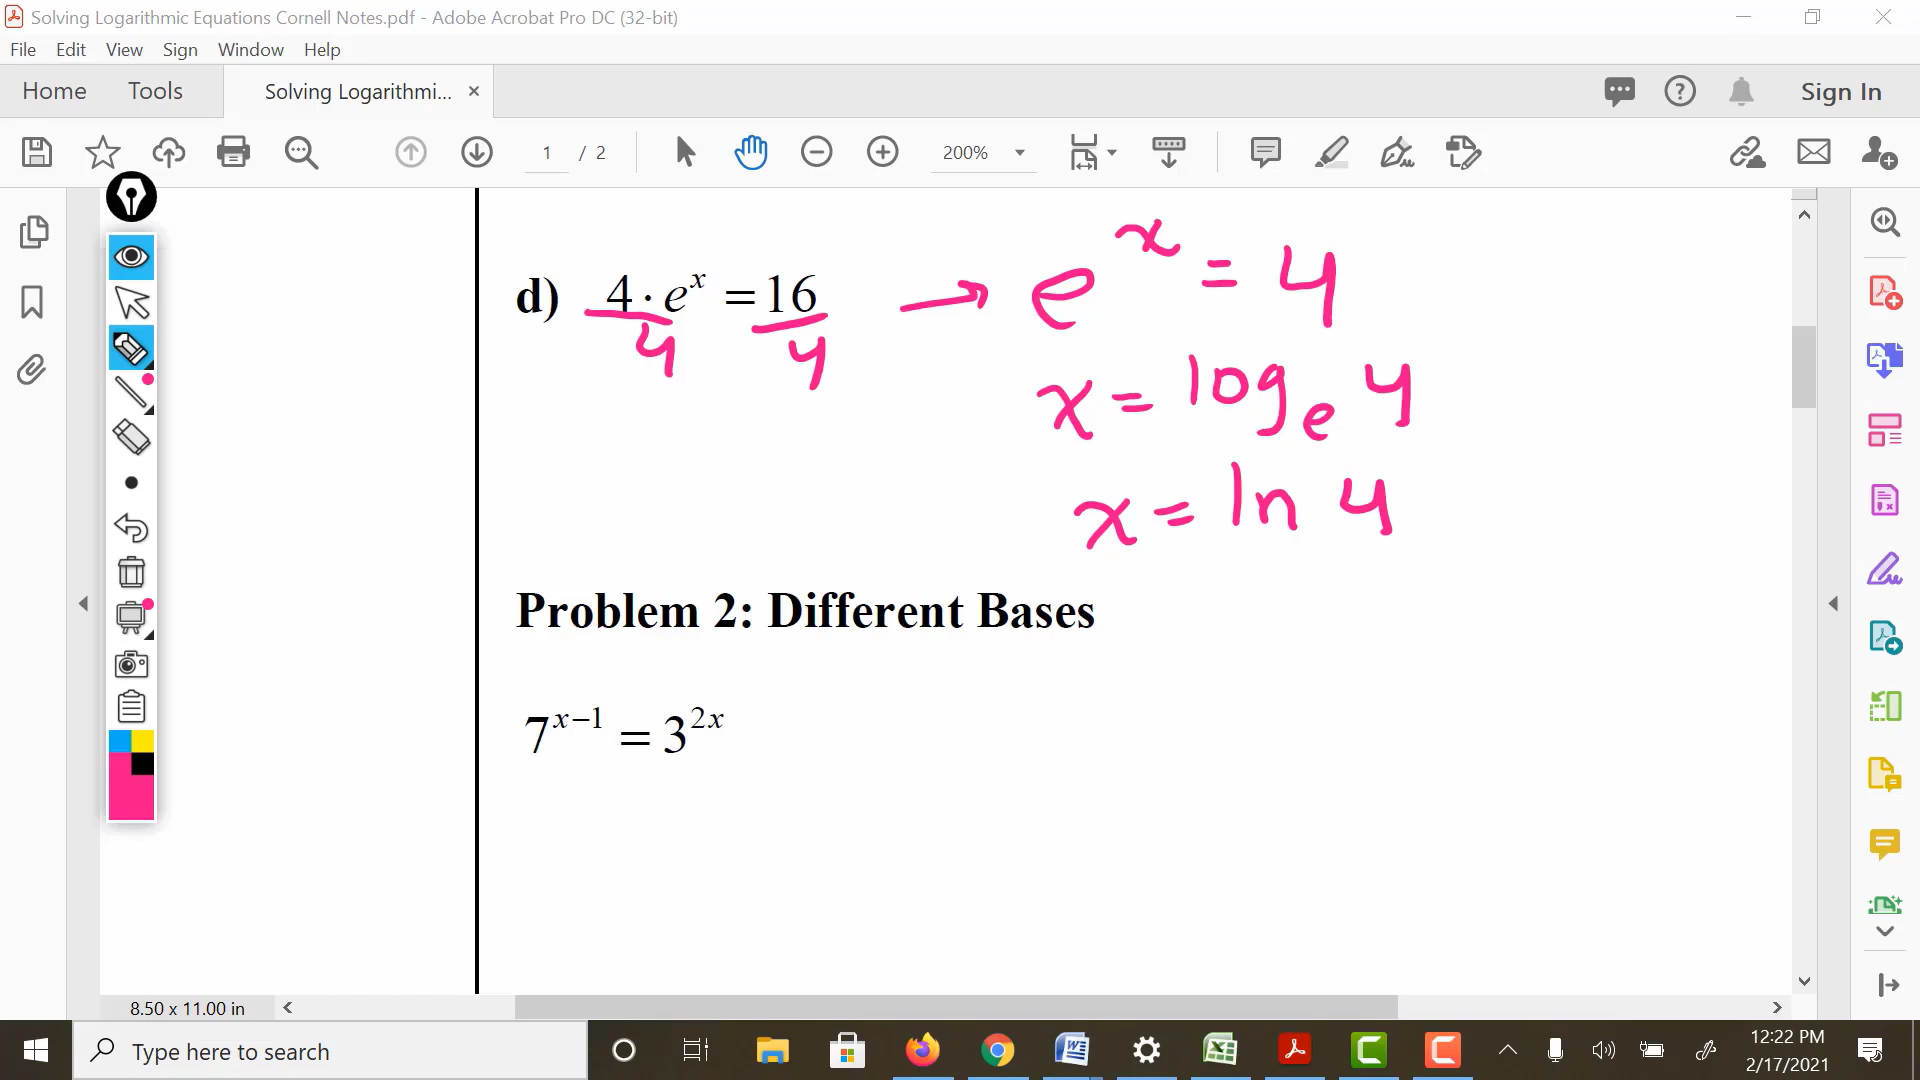 Solving Logarithmic Equations Cornell Notes.pdf - Adobe Acrobat Pro DC (32-bit)
File Edit View Sign Window Help
Home Tools Solving Logarithmi... × Sign In
1 / 2 200%
d) 4 · e^x = 16 → e^x = 4
4 4
x = log_e 4
x = ln 4
Problem 2: Different Bases
7^{x−1} = 3^{2x}
8.50 x 11.00 in
Type here to search
12:22 PM
2/17/2021